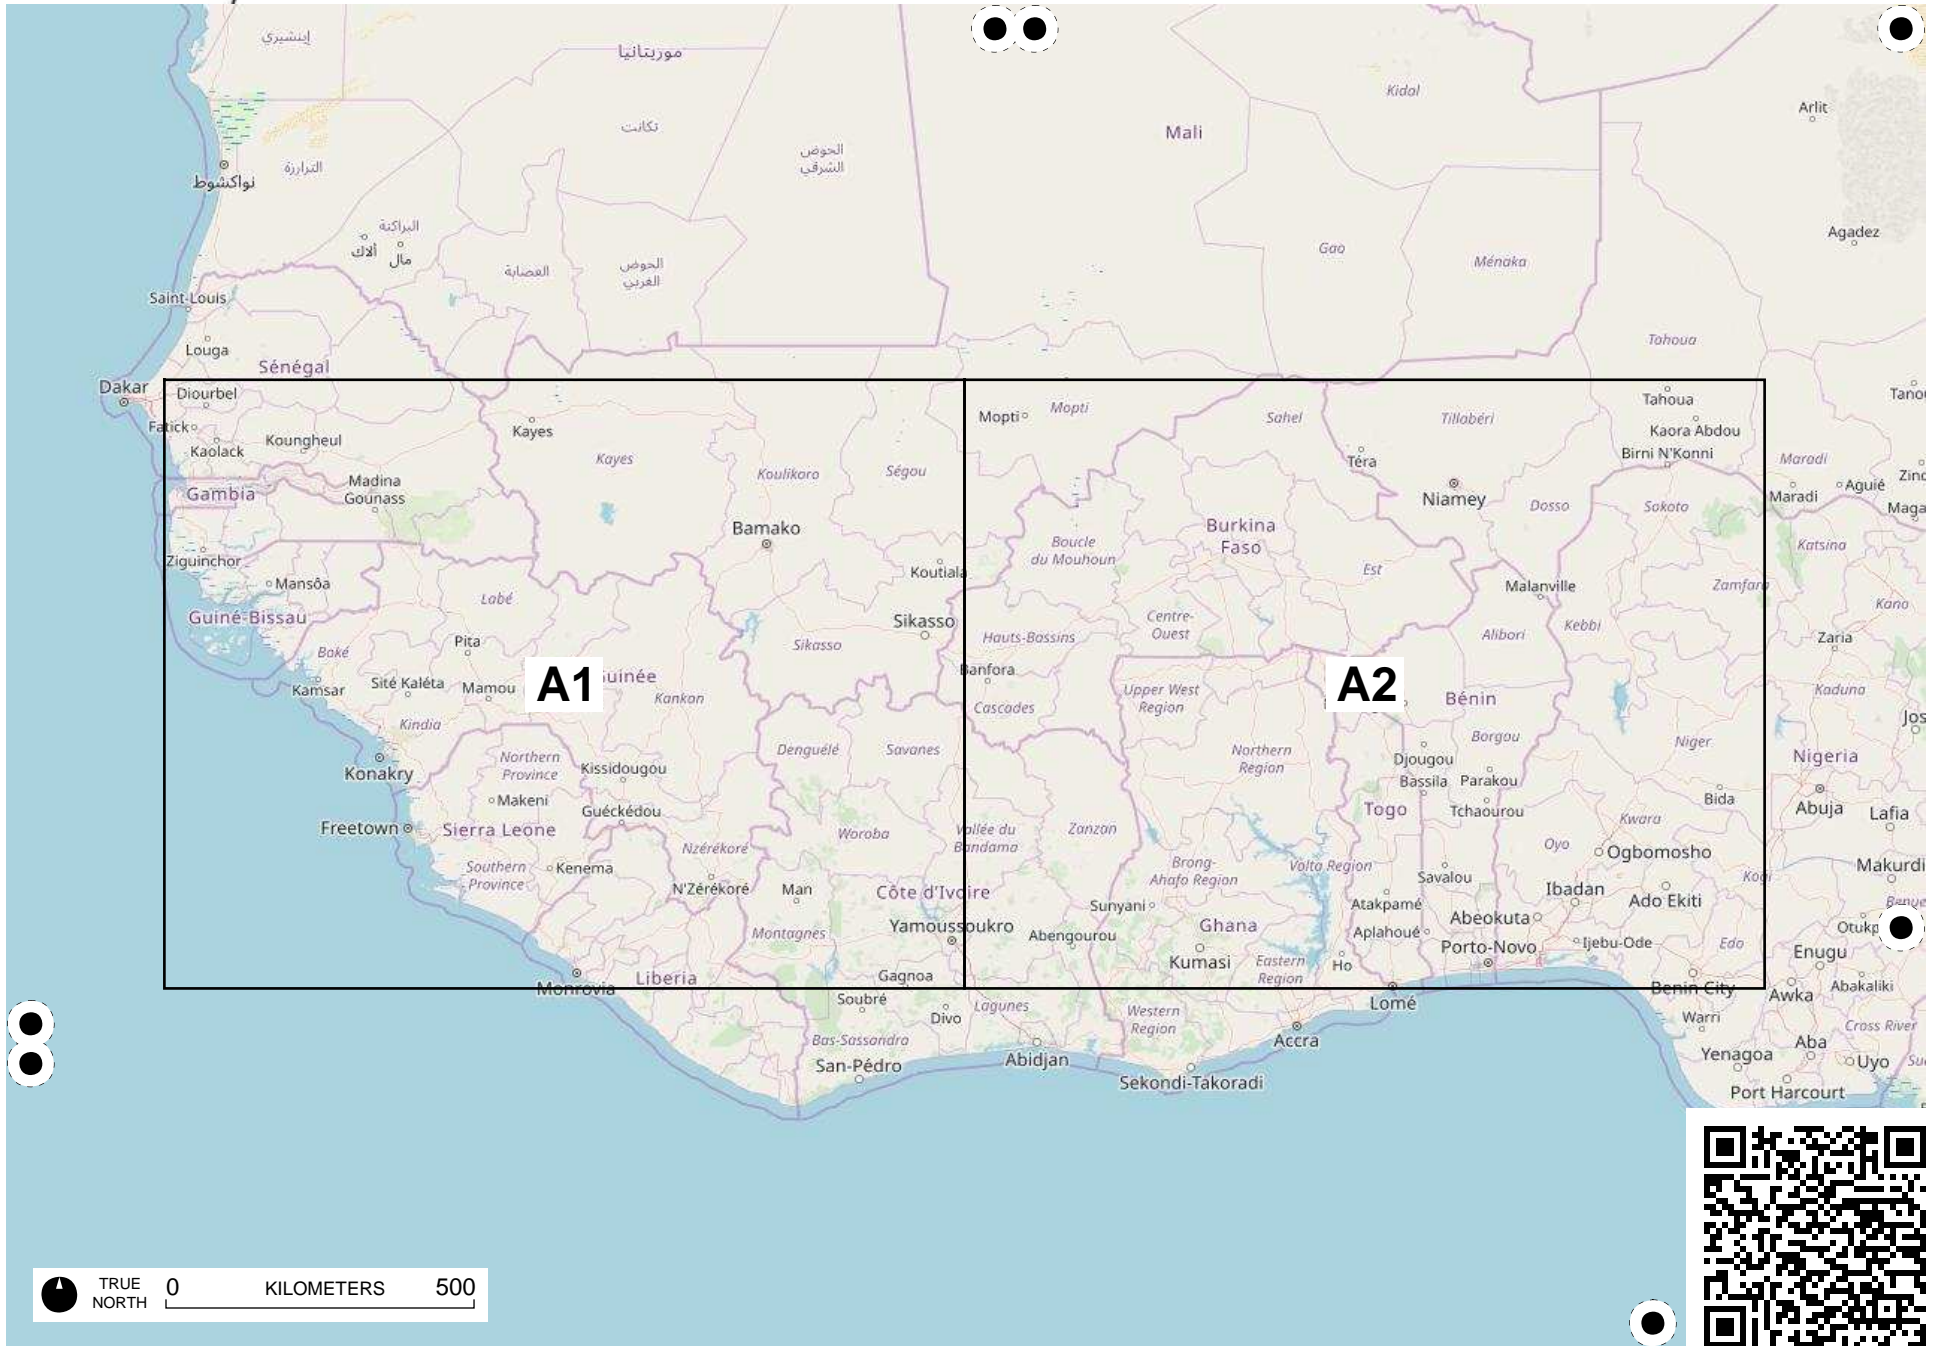 إينشيري
موريتانيا
Kidal
Arlit
تكانت
Mali
الحوض
الشرقي
الترارزة
نواكشوط
البراكنة
ألاك
مال
Agadez
Gao
Ménaka
العصابة
الحوض
الغربي
Saint-Louis
Louga
Sénégal
Tahoua
Dakar
Diourbel
Tahoua
Mopti
Mopti
Sahel
Tillabéri
Fatick
Koungheul
Kayes
Kaora Abdou
Kaolack
Kayes
Koulikoro
Ségou
Téra
Birni N'Konni
Maradi
Gambia
Madina
Gounass
Niamey
Dosso
Sokoto
Maradi
Aguié
Bamako
Burkina
Faso
Boucle
du Mouhoun
Katsina
Ziguinchor
Mansôa
Koutiala
Est
Malanville
Zamfara
Guiné-Bissau
Labé
Sikasso
Centre-
Ouest
Kebbi
Kano
Pita
Sikasso
Hauts-Bassins
Alibori
Zaria
Boké
Banfora
Kamsar
Sité Kaléta
Mamou
A1
uinée
Kankan
Upper West
Region
A2
Bénin
Kaduna
Kindia
Cascades
Jos
Northern
Province
Denguélé
Savanes
Northern
Region
Borgou
Niger
Nigeria
Konakry
Kissidougou
Djougou
Bassila
Parakou
Makeni
Guéckédou
Togo
Tchaourou
Bida
Abuja
Lafia
Freetown
Sierra Leone
Woroba
Vallée du
Bandama
Zanzan
Kwara
Southern
Province
Kenema
Nzérékoré
Brong-
Ahafo Region
Volta Region
Oyo
Ogbomosho
Makurdi
N'Zérékoré
Man
Côte d'Ivoire
Savalou
Ibadan
Ado Ekiti
Kogi
Sunyani
Atakpamé
Benue
Montagnes
Yamoussoukro
Abengourou
Ghana
Aplahoué
Abeokuta
Porto-Novo
Ijebu-Ode
Edo
Otukp
Enugu
Kumasi
Eastern
Region
Ho
Monrovia
Liberia
Gagnoa
Benin City
Awka
Abakaliki
Soubré
Divo
Lagunes
Western
Region
Lomé
Warri
Cross River
Bas-Sassandra
San-Pédro
Abidjan
Accra
Yenagoa
Aba
Uyo
Sekondi-Takoradi
Port Harcourt
TRUE
NORTH
0 KILOMETERS 500